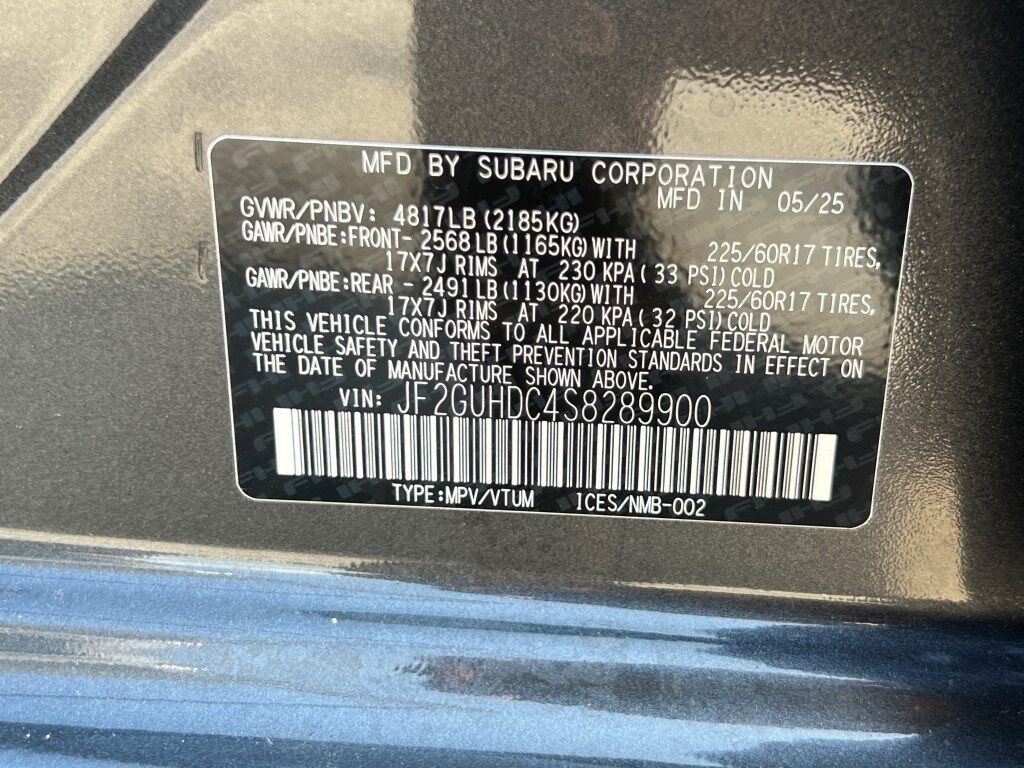 MFD BY SUBARU CORPORATION
MFD IN 05/25
GVWR/PNBV: 4817LB (2185KG)
GAWR/PNBE:FRONT- 2568 LB (1165KG) WITH 225/60R17 TIRES,
17X7J RIMS AT 230 KPA ( 33 PSI) COLD
GAWR/PNBE:REAR - 2491 LB (1130KG) WITH 225/60R17 TIRES,
17X7J RIMS AT 220 KPA ( 32 PSI) COLD
THIS VEHICLE CONFORMS TO ALL APPLICABLE FEDERAL MOTOR
VEHICLE SAFETY AND THEFT PREVENTION STANDARDS IN EFFECT ON
THE DATE OF MANUFACTURE SHOWN ABOVE.
VIN: JF2GUHDC4S8289900
TYPE:MPV/VTUM ICES/NMB-002